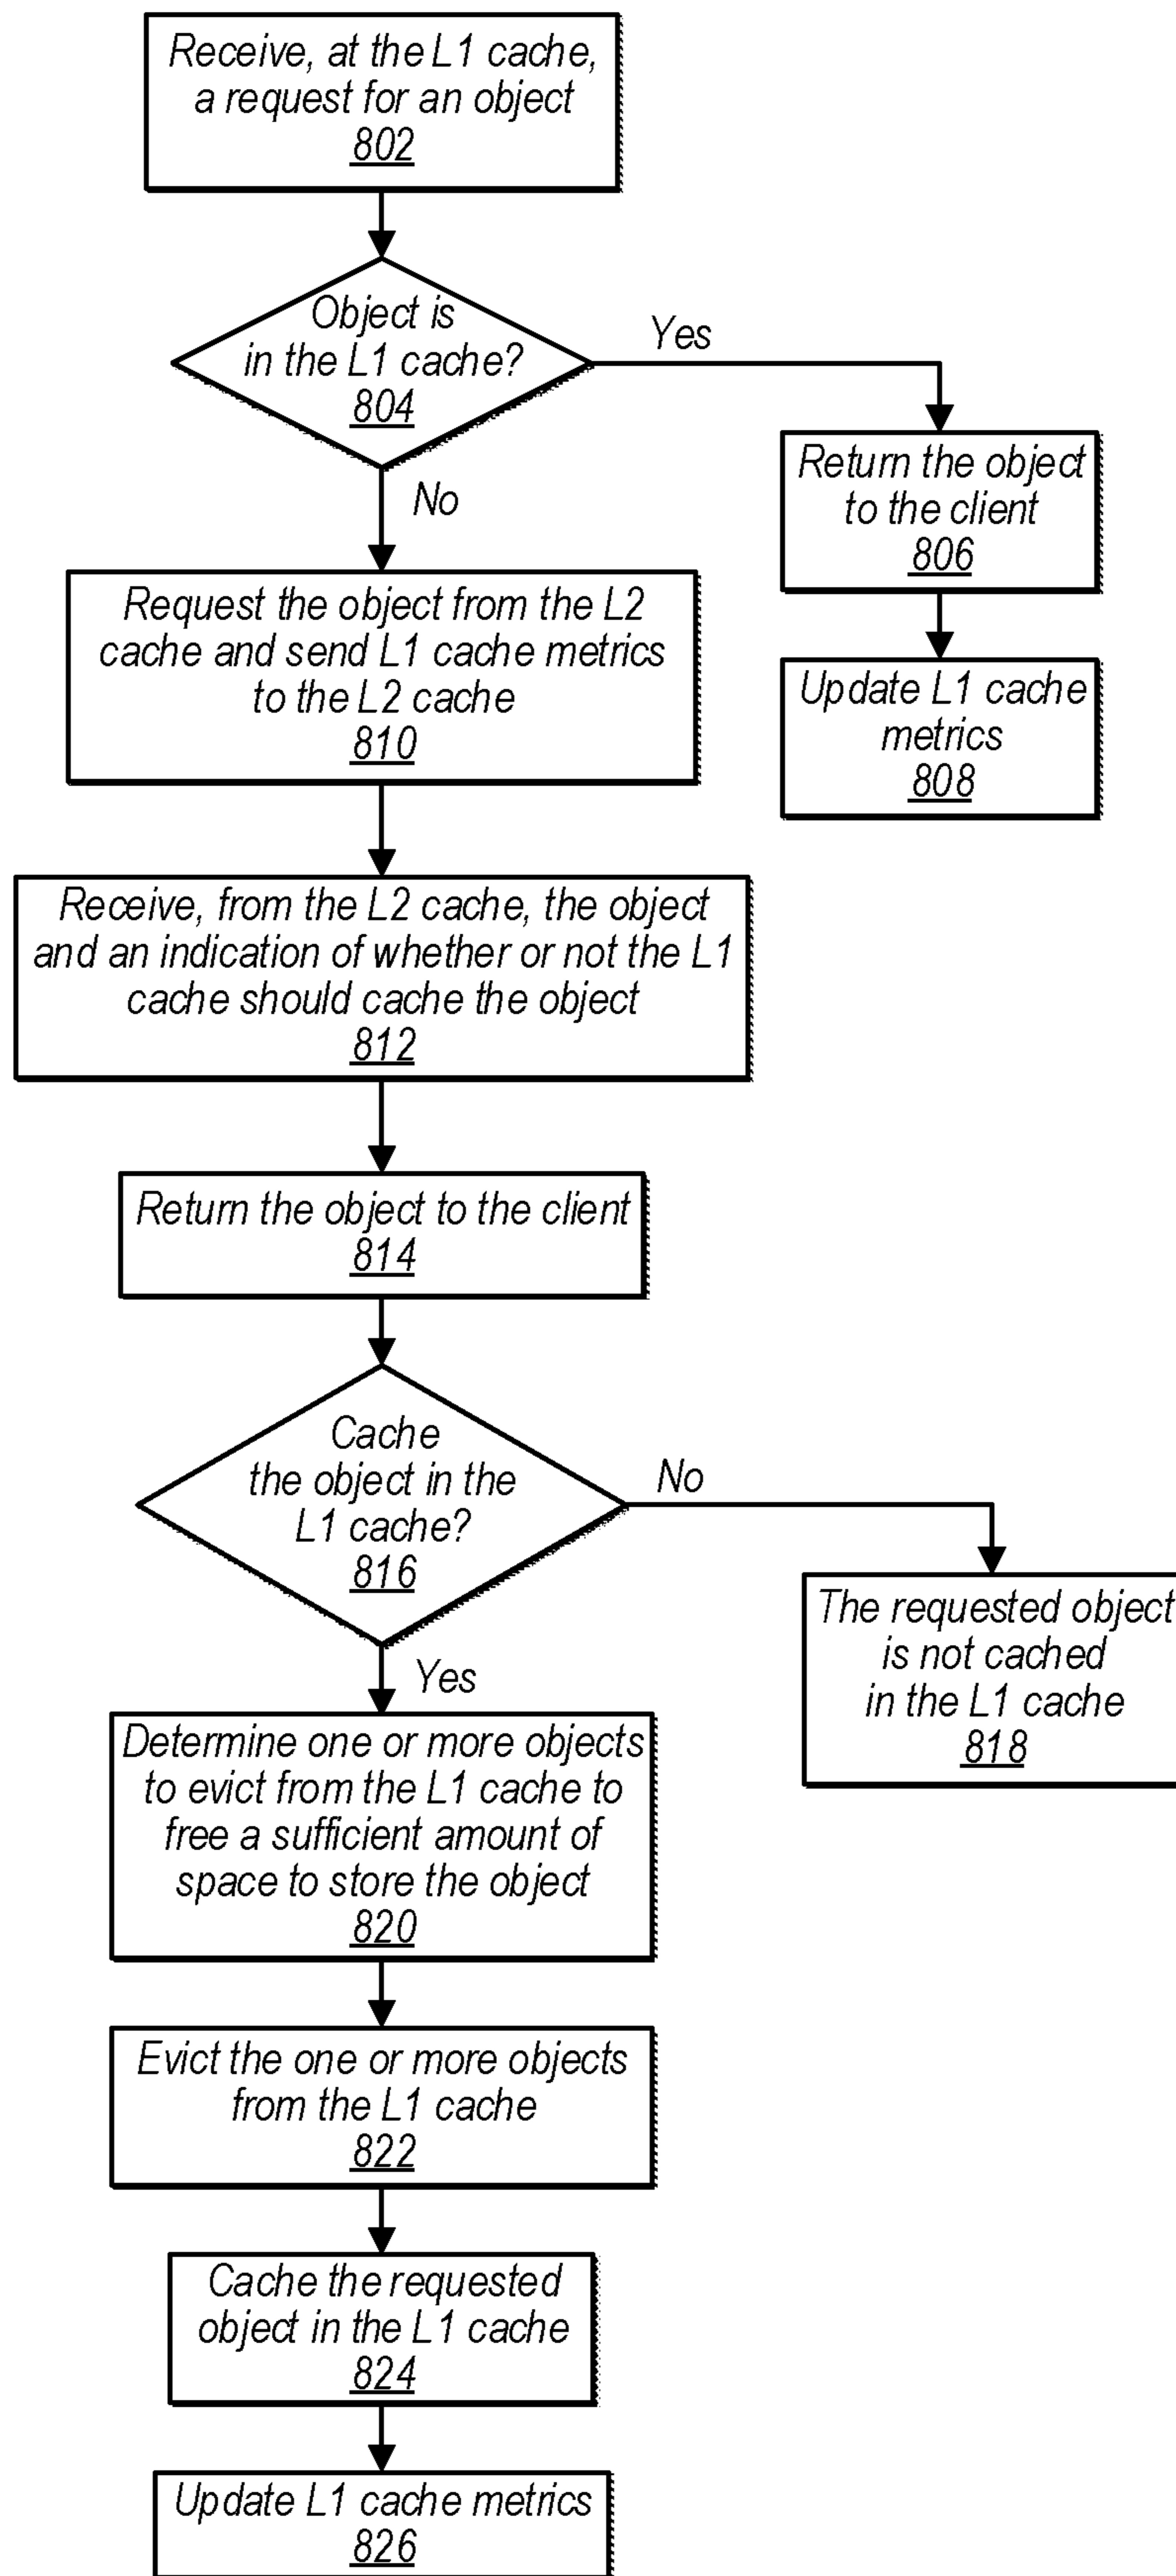 Receive, at the L1 cache,
a request for an object
802
Object is
in the L1 cache?
804
Yes
No
Return the object
to the client
806
Update L1 cache
metrics
808
Request the object from the L2
cache and send L1 cache metrics
to the L2 cache
810
Receive, from the L2 cache, the object
and an indication of whether or not the L1
cache should cache the object
812
Return the object to the client
814
Cache
the object in the
L1 cache?
816
No
Yes
The requested object
is not cached
in the L1 cache
818
Determine one or more objects
to evict from the L1 cache to
free a sufficient amount of
space to store the object
820
Evict the one or more objects
from the L1 cache
822
Cache the requested
object in the L1 cache
824
Update L1 cache metrics
826